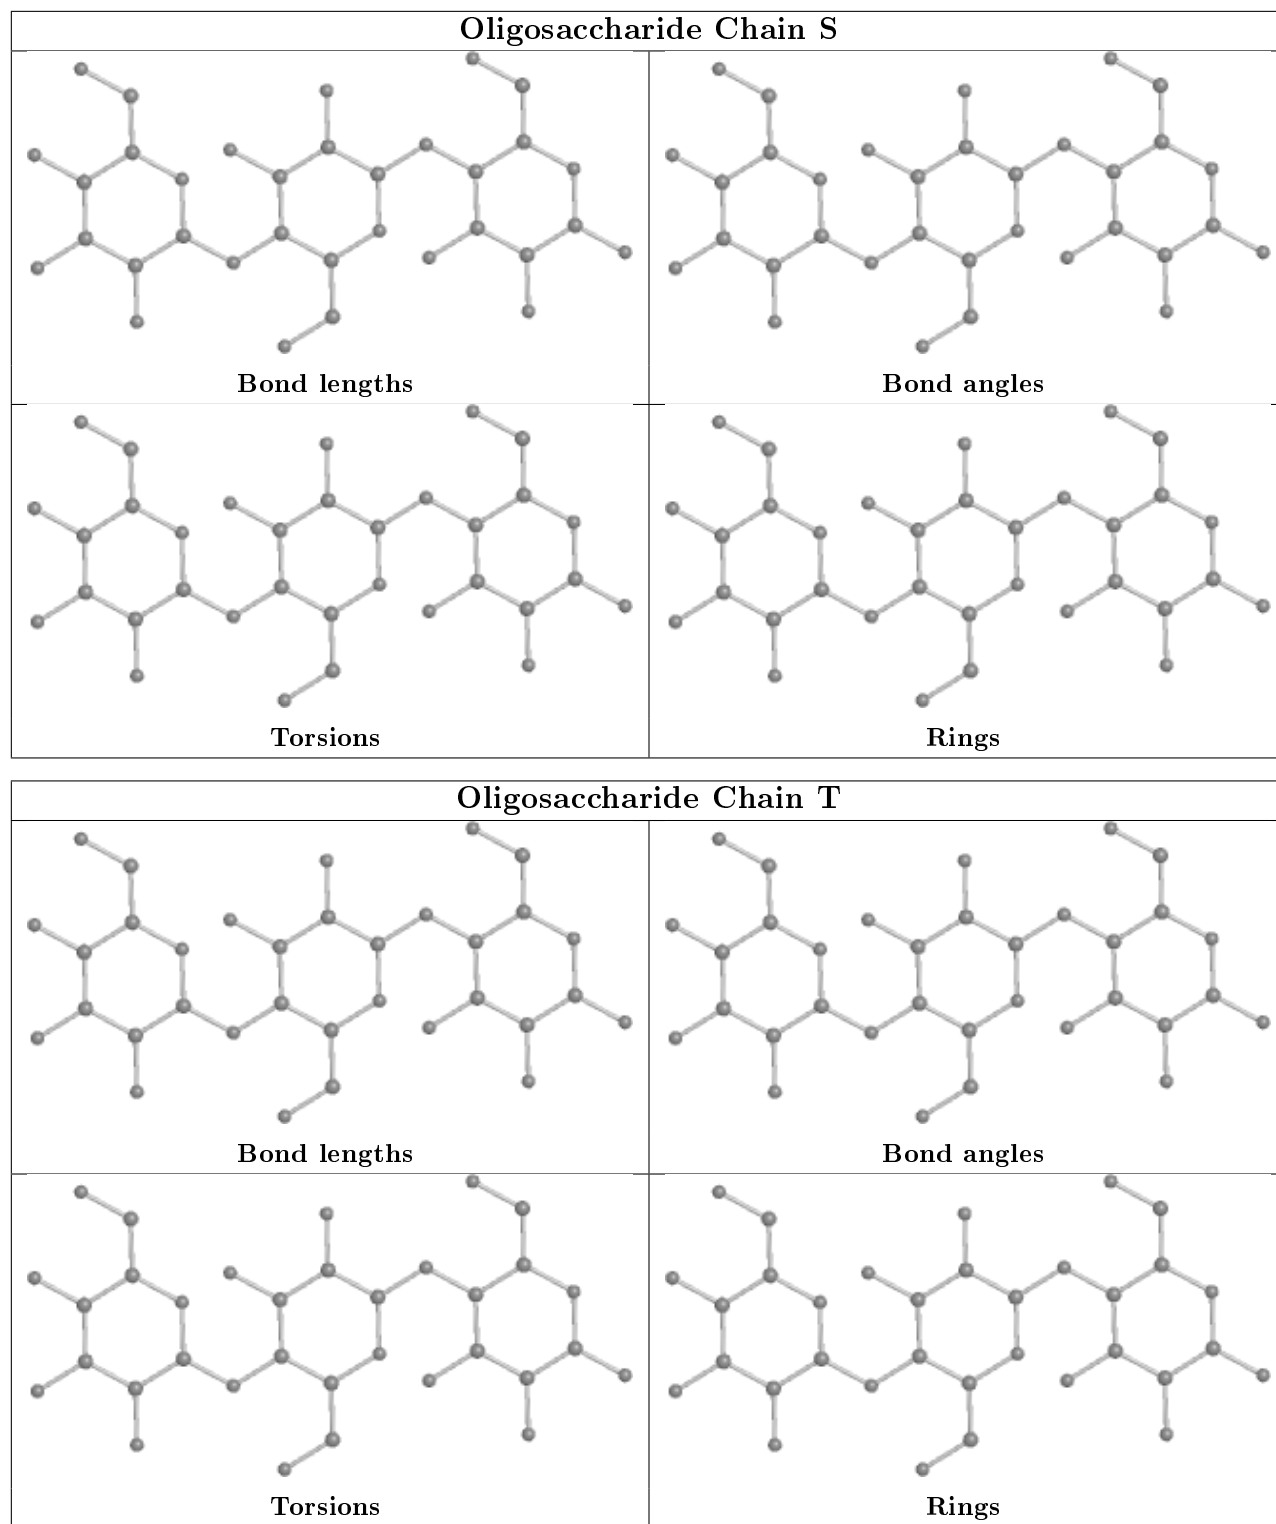 Oligosaccharide Chain S
Bond lengths
Bond angles
Torsions
Rings
Oligosaccharide Chain T
Bond lengths
Bond angles
Torsions
Rings